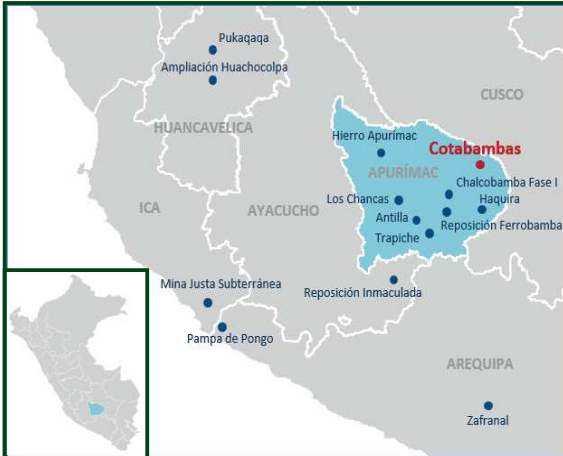 Pukaqaqa
Ampliación Huachocolpa
CUSCO
HUANCAVELICA
Hierro Apurímac
Cotabambas
APURÍMAC
Chalcobamba Fase I
ICA
AYACUCHO
Los Chancas
Haquira
Antilla
Reposición Ferrobamba
Trapiche
Mina Justa Subterránea
Reposición Inmaculada
Pampa de Pongo
AREQUIPA
Zafranal